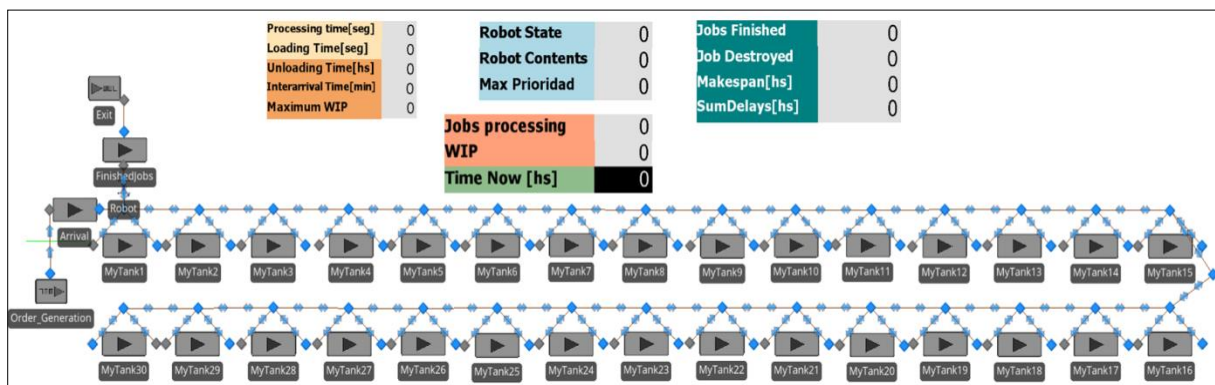 Processing time[seg] 0
Loading Time[seg] 0
Unloading Time[hs] 0
Interarrival Time[min] 0
Maximum WIP 0
Robot State 0
Robot Contents 0
Max Prioridad 0
Jobs Finished 0
Job Destroyed 0
Makespan[hs] 0
SumDelays[hs] 0
Jobs processing 0
WIP 0
Time Now [hs] 0
Exit
FinishedJobs
Robot
Arrival
MyTank1 MyTank2 MyTank3 MyTank4 MyTank5 MyTank6 MyTank7 MyTank8 MyTank9 MyTank10 MyTank11 MyTank12 MyTank13 MyTank14 MyTank15
Order_Generation
MyTank30 MyTank29 MyTank28 MyTank27 MyTank26 MyTank25 MyTank24 MyTank23 MyTank22 MyTank21 MyTank20 MyTank19 MyTank18 MyTank17 MyTank16